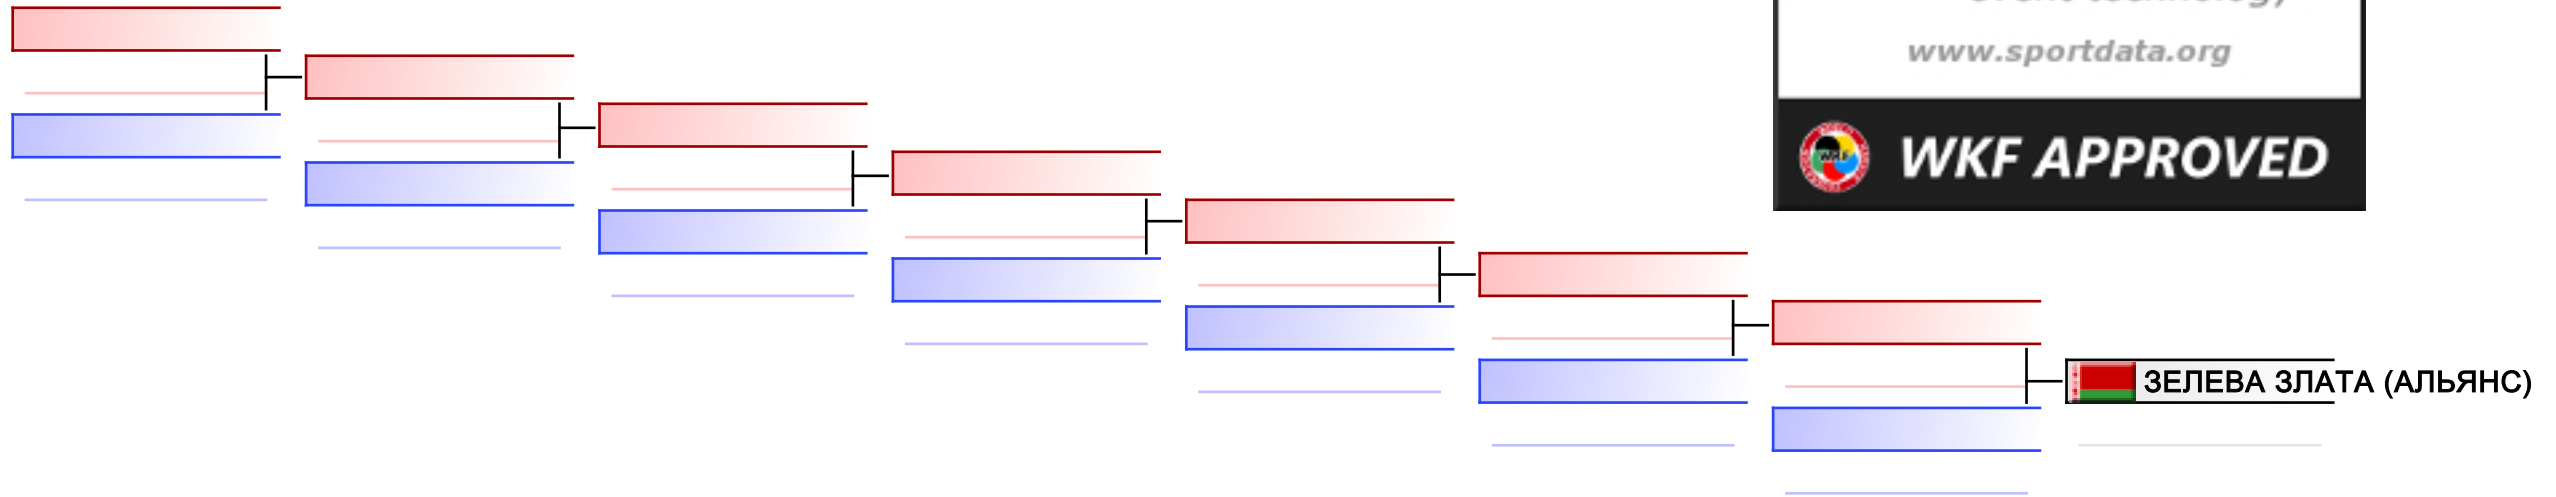 www.sportdata.org
WKF APPROVED
ЗЕЛЕВА ЗЛАТА (АЛЬЯНС)